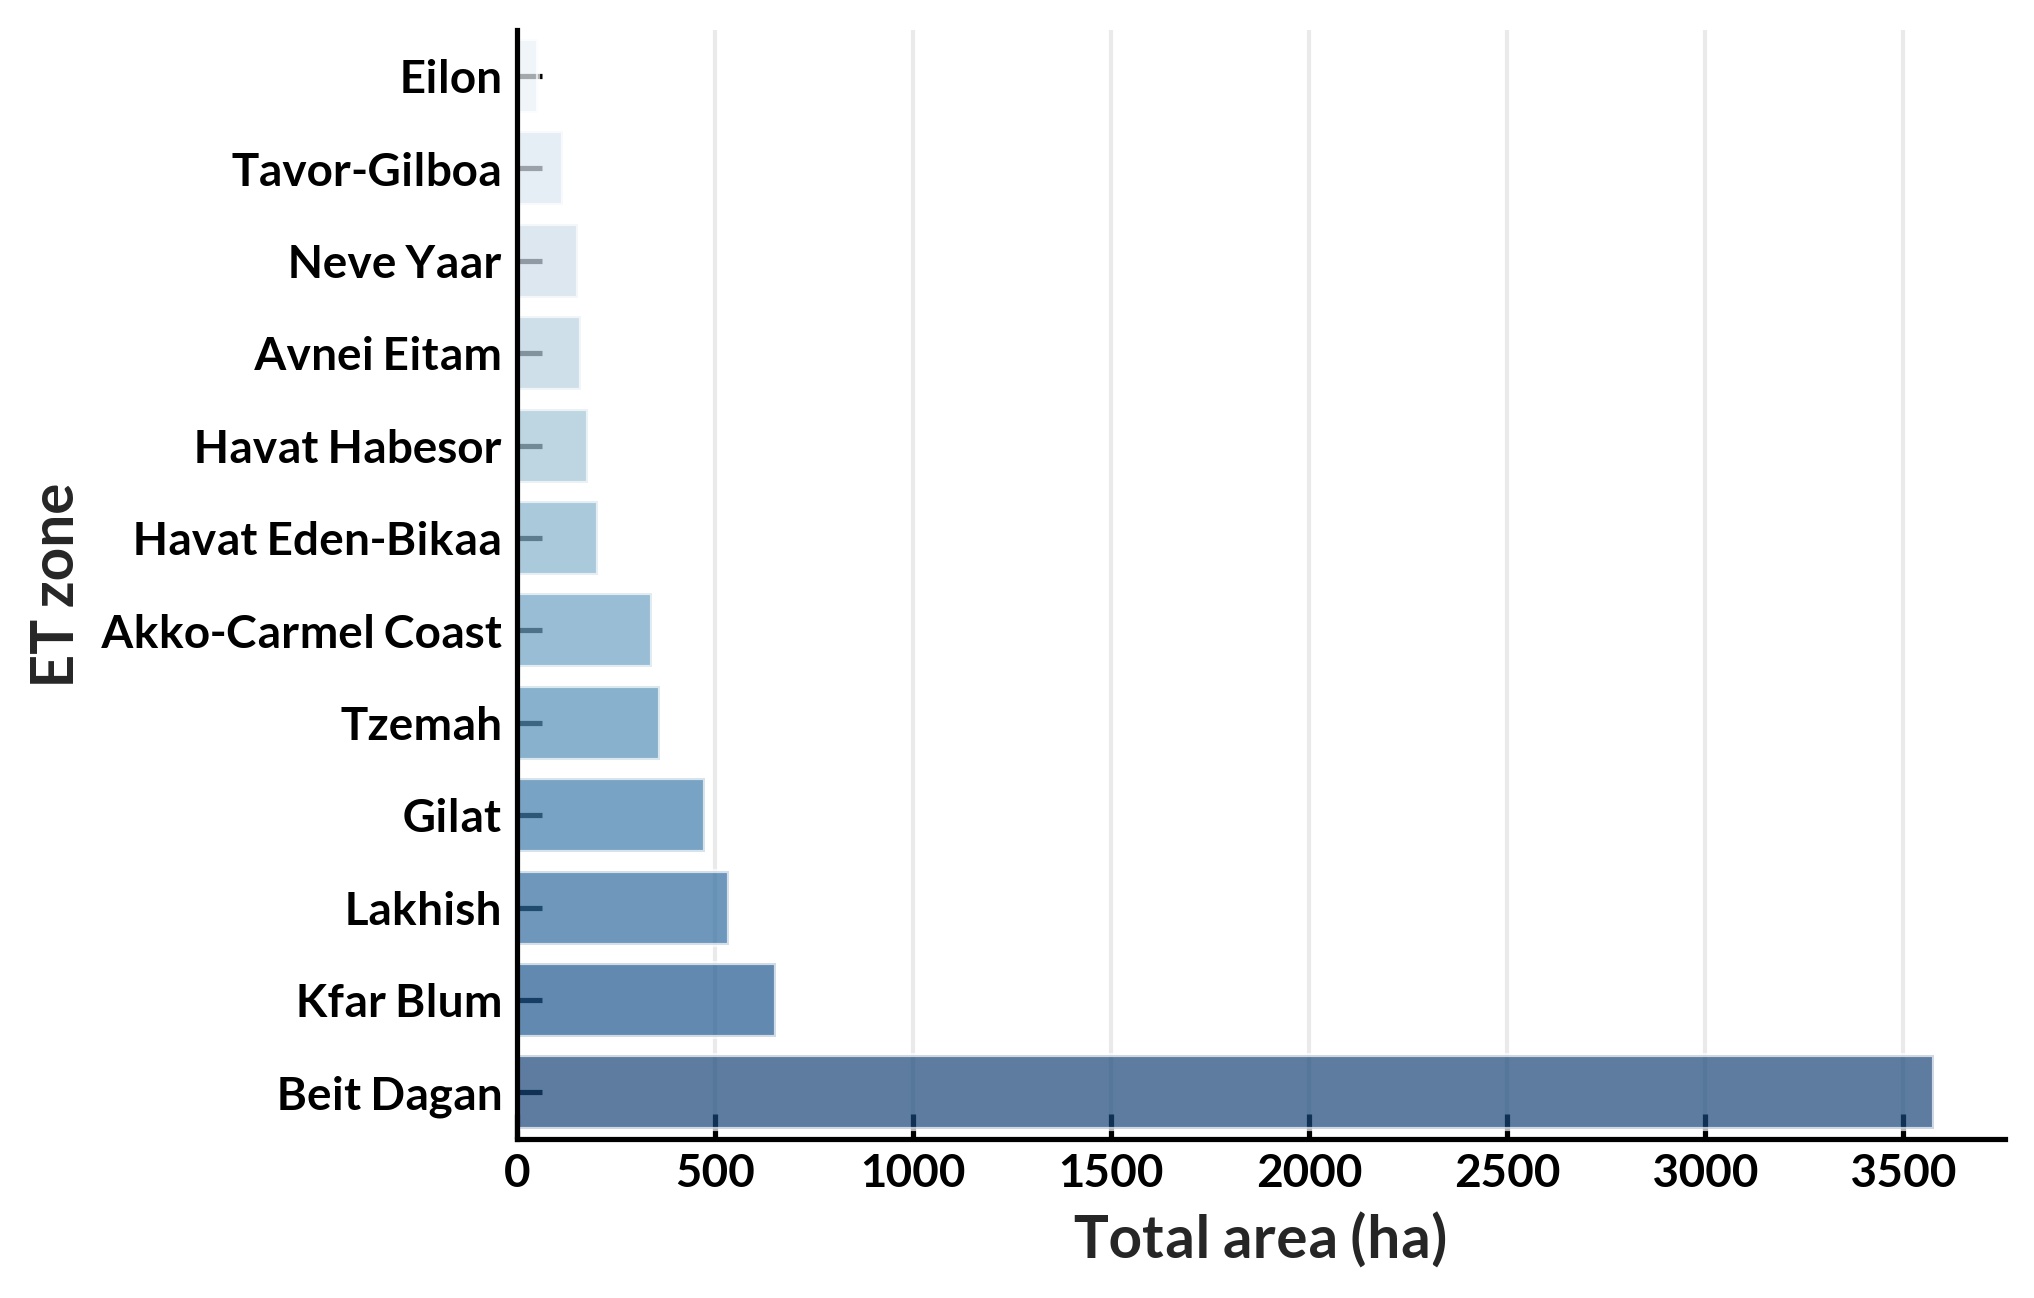 Eilon
Tavor-Gilboa
Neve Yaar
Avnei Eitam
Havat Habesor
Havat Eden-Bikaa
Akko-Carmel Coast
Tzemah
Gilat
Lakhish
Kfar Blum
Beit Dagan
ET zone
0 500 1000 1500 2000 2500 3000 3500
Total area (ha)